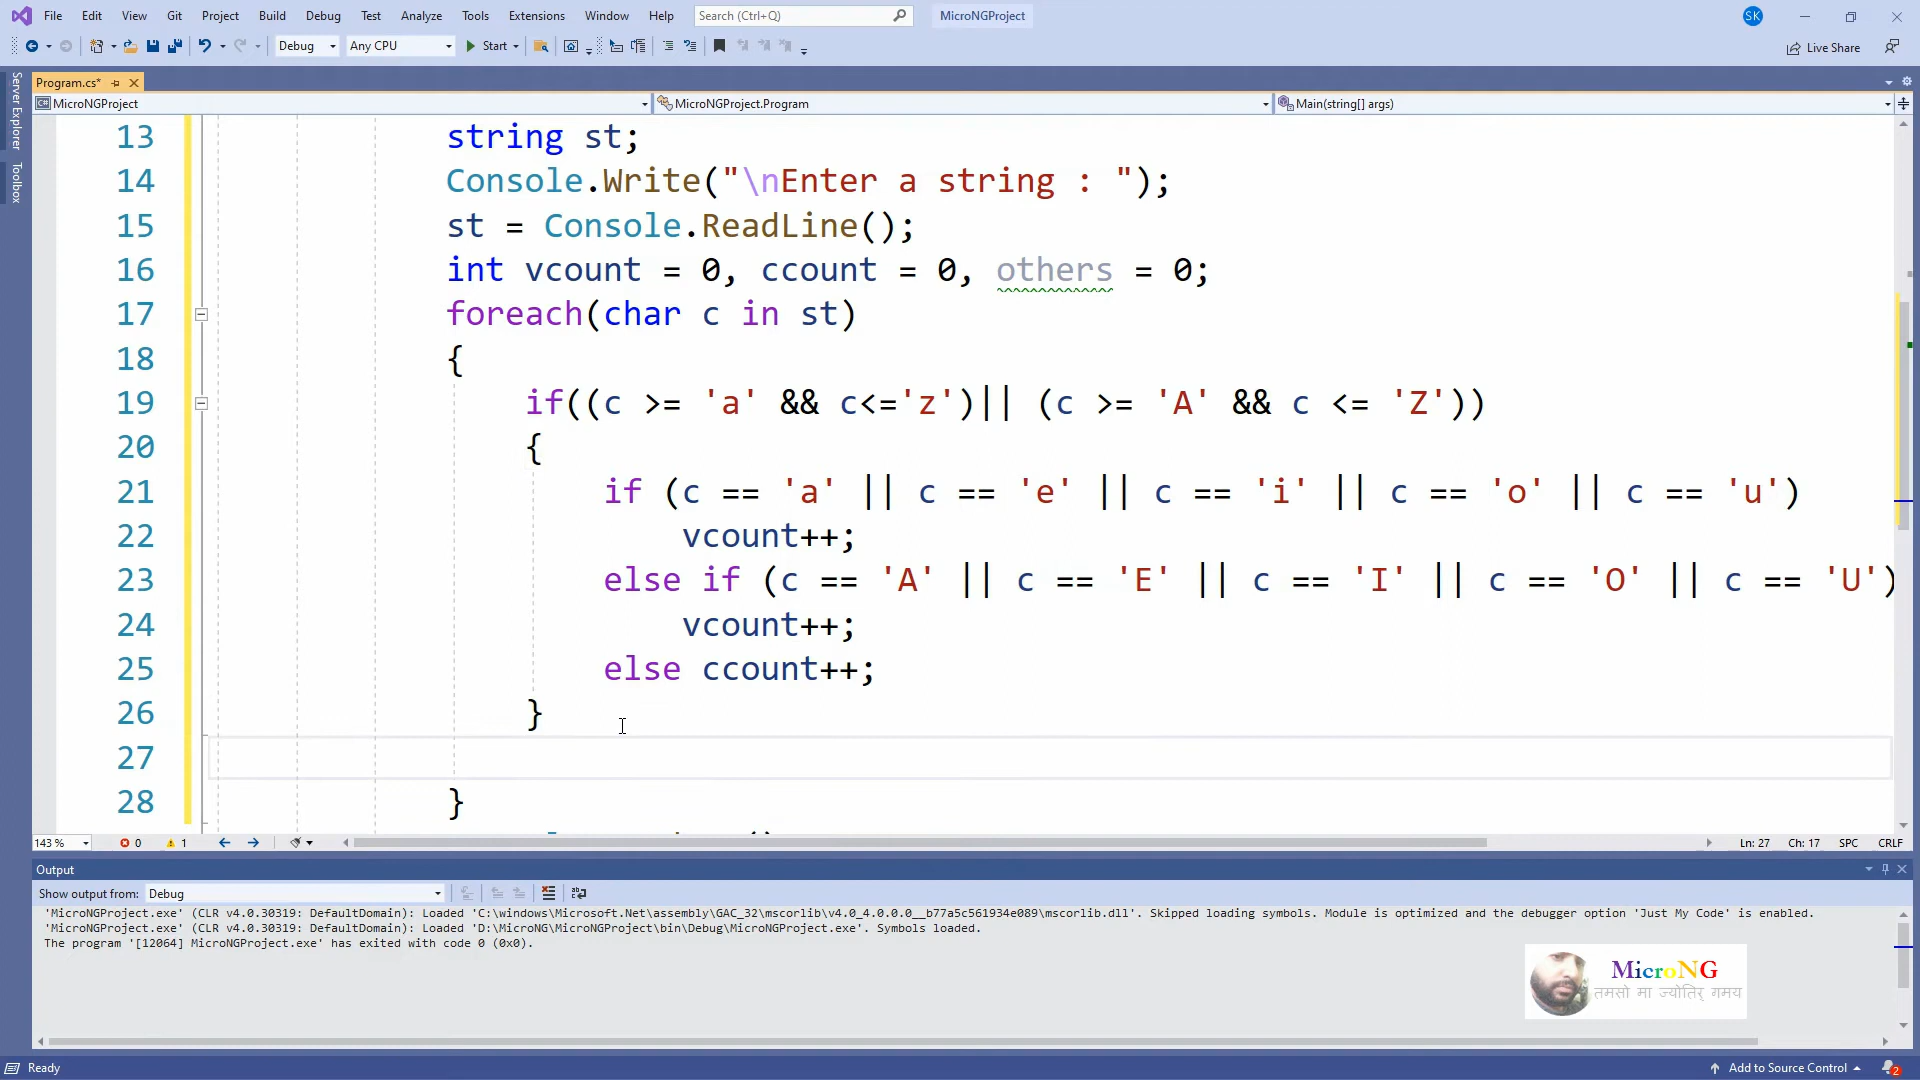 File Edit View Git Project Build Debug Test Analyze Tools Extensions Window Help Search (Ctrl+Q) MicroNGProject SK
Debug Any CPU Start Live Share
Server Explorer
Toolbox
Program.cs*
MicroNGProject MicroNGProject.Program Main(string[] args)
13 string st;
14 Console.Write("\nEnter a string : ");
15 st = Console.ReadLine();
16 int vcount = 0, ccount = 0, others = 0;
17 foreach(char c in st)
18 {
19 if((c >= 'a' && c<='z')|| (c >= 'A' && c <= 'Z'))
20 {
21 if (c == 'a' || c == 'e' || c == 'i' || c == 'o' || c == 'u')
22 vcount++;
23 else if (c == 'A' || c == 'E' || c == 'I' || c == 'O' || c == 'U')
24 vcount++;
25 else ccount++;
26 }
27
28 }
143 % 0 1 Ln: 27 Ch: 17 SPC CRLF
Output
Show output from: Debug
'MicroNGProject.exe' (CLR v4.0.30319: DefaultDomain): Loaded 'C:\windows\Microsoft.Net\assembly\GAC_32\mscorlib\v4.0_4.0.0.0__b77a5c561934e089\mscorlib.dll'. Skipped loading symbols. Module is optimized and the debugger option 'Just My Code' is enabled.
'MicroNGProject.exe' (CLR v4.0.30319: DefaultDomain): Loaded 'D:\MicroNG\MicroNGProject\bin\Debug\MicroNGProject.exe'. Symbols loaded.
The program '[12064] MicroNGProject.exe' has exited with code 0 (0x0).
MicroNG
तमसो मा ज्योतिर् गमय
Ready Add to Source Control 2